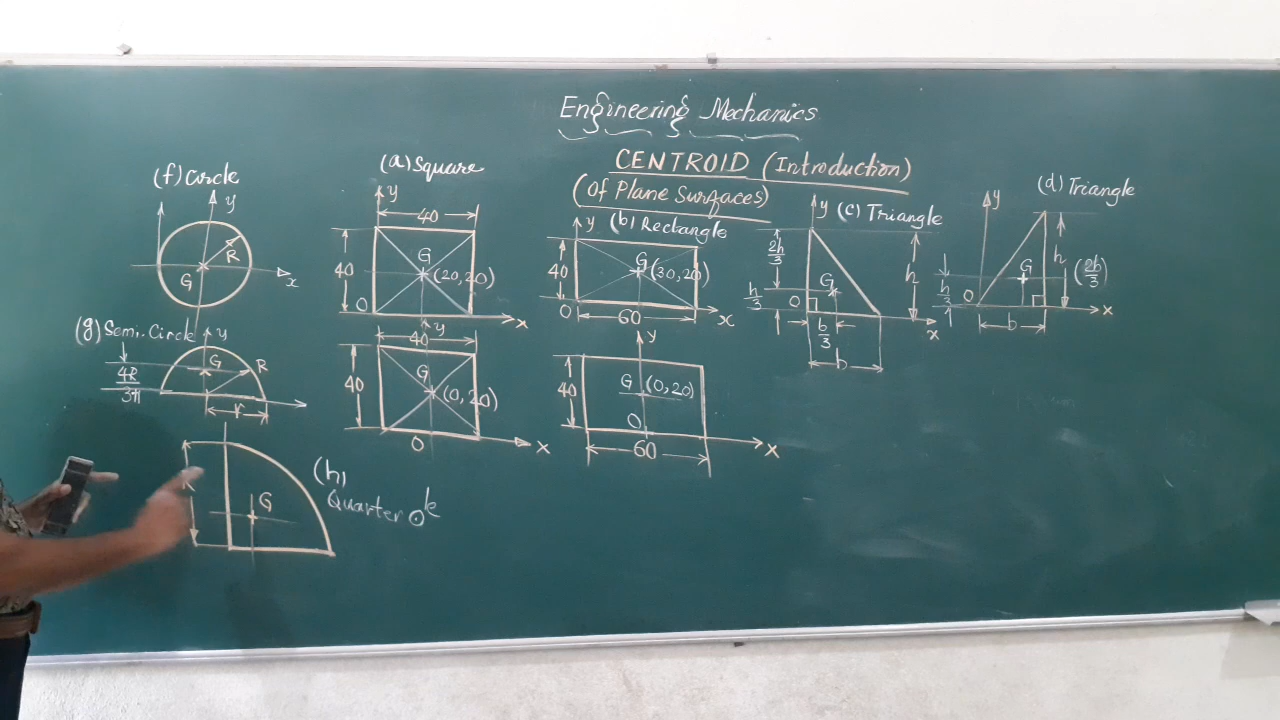 Engineering Mechanics
CENTROID (Introduction)
(Of Plane Surfaces)
(f) Circle
y
R
G
x
(a) Square
y
40
40
G
(20,20)
O
x
(b) Rectangle
y
40
G
(30,20)
O
60
x
(c) Triangle
y
2h/3
h/3
G
O
h
b/3
b
x
(d) Triangle
y
G
h
(2b/3)
h/3
O
b
x
(g) Semi-Circle
y
4R/3π
G
R
r
40
y
40
G
(0,20)
O
x
y
40
G
(0,20)
O
60
x
(h)
Quarter ⊙le
G